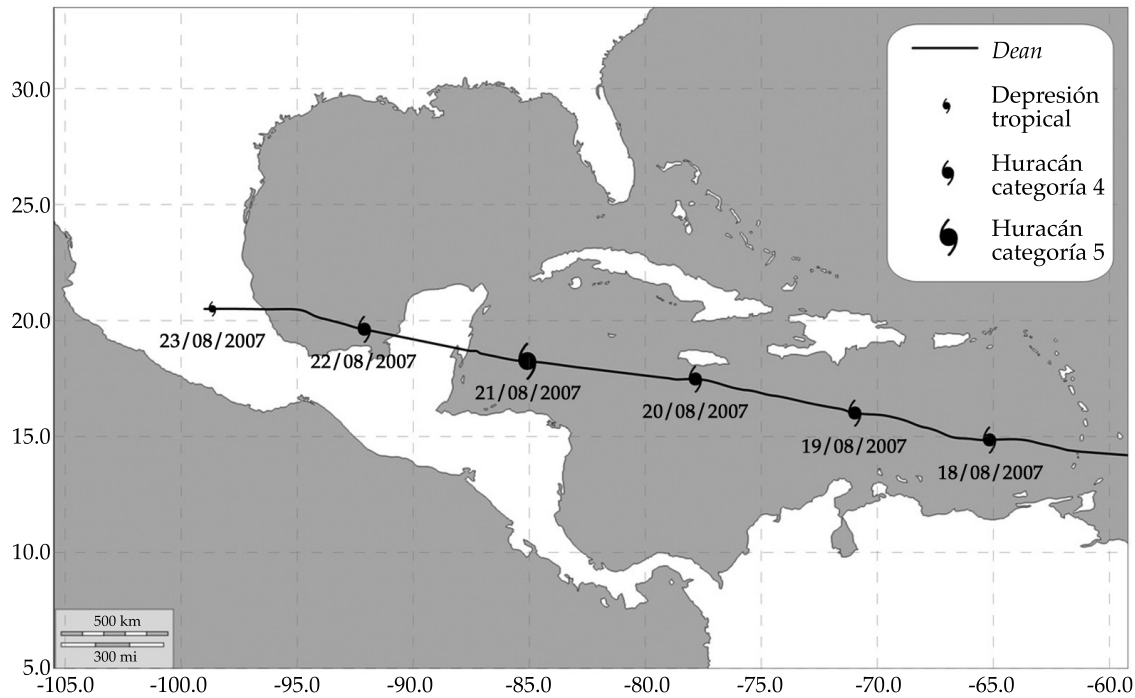 Dean
Depresión
tropical
Huracán
categoría 4
Huracán
categoría 5
30.0
25.0
20.0
15.0
10.0
5.0
23/08/2007
22/08/2007
21/08/2007
20/08/2007
19/08/2007
18/08/2007
500 km
300 mi
-105.0
-100.0
-95.0
-90.0
-85.0
-80.0
-75.0
-70.0
-65.0
-60.0